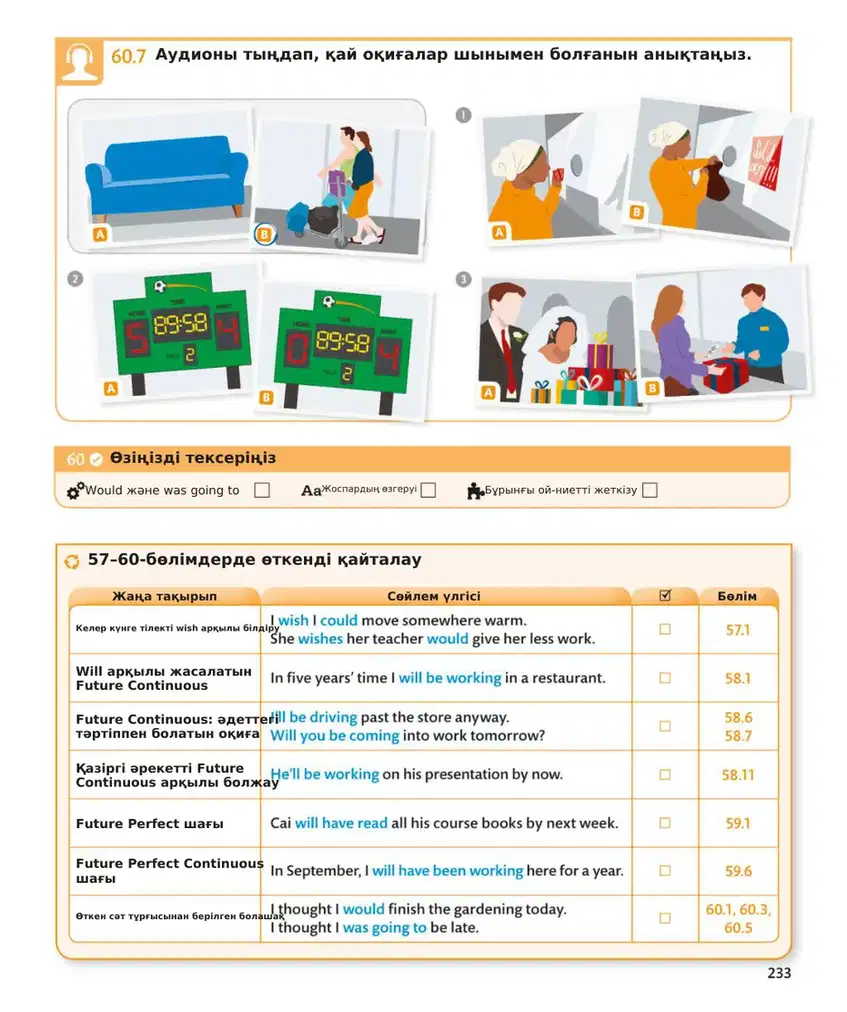 60.7 Аудионы тыңдап, қай оқиғалар шынымен болғанын анықтаңыз.
A
B
1
A
B
2
HOME TIME AWAY
5 89:58 4
HALF 2
A
HOME TIME AWAY
0 89:58 4
HALF 2
B
3
A
B
60 Өзіңізді тексеріңіз
Would және was going to
Aa Жоспардың өзгеруі
Бұрынғы ой-ниетті жеткізу
57–60-бөлімдерде өткенді қайталау
Жаңа тақырып Сөйлем үлгісі Бөлім
Келер күнге тілекті wish арқылы білдіру
I wish I could move somewhere warm.
She wishes her teacher would give her less work.
57.1
Will арқылы жасалатын
Future Continuous
In five years’ time I will be working in a restaurant.
58.1
Future Continuous: әдеттегі
тәртіппен болатын оқиға
I’ll be driving past the store anyway.
Will you be coming into work tomorrow?
58.6
58.7
Қазіргі әрекетті Future
Continuous арқылы болжау
He’ll be working on his presentation by now.
58.11
Future Perfect шағы
Cai will have read all his course books by next week.
59.1
Future Perfect Continuous
шағы
In September, I will have been working here for a year.
59.6
Өткен сәт тұрғысынан берілген болашақ
I thought I would finish the gardening today.
I thought I was going to be late.
60.1, 60.3,
60.5
233